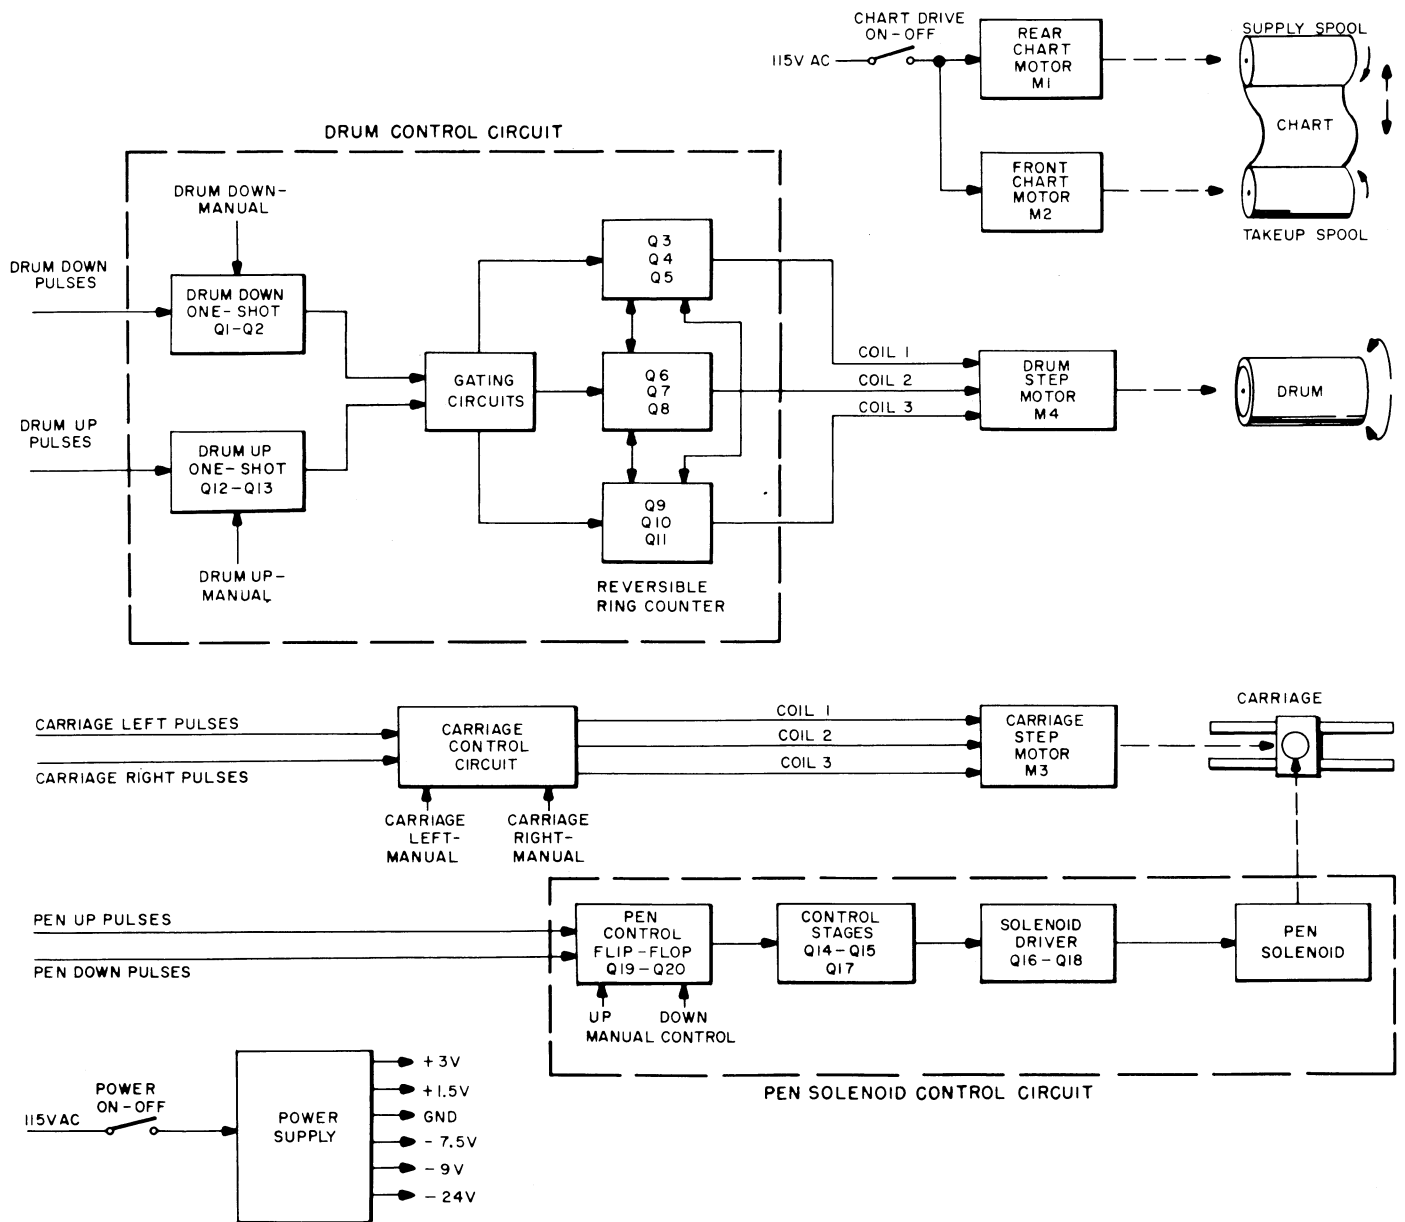 CHART DRIVE
ON-OFF
115V AC
REAR
CHART
MOTOR
M1
SUPPLY SPOOL
CHART
FRONT
CHART
MOTOR
M2
TAKEUP SPOOL
DRUM CONTROL CIRCUIT
DRUM DOWN-
MANUAL
DRUM DOWN
PULSES
DRUM DOWN
ONE-SHOT
Q1-Q2
DRUM UP
PULSES
DRUM UP
ONE-SHOT
Q12-Q13
DRUM UP-
MANUAL
GATING
CIRCUITS
Q3
Q4
Q5
Q6
Q7
Q8
Q9
Q10
Q11
REVERSIBLE
RING COUNTER
COIL 1
COIL 2
COIL 3
DRUM
STEP
MOTOR
M4
DRUM
CARRIAGE LEFT PULSES
CARRIAGE RIGHT PULSES
CARRIAGE
CONTROL
CIRCUIT
CARRIAGE
LEFT-
MANUAL
CARRIAGE
RIGHT-
MANUAL
COIL 1
COIL 2
COIL 3
CARRIAGE
STEP
MOTOR
M3
CARRIAGE
PEN UP PULSES
PEN DOWN PULSES
PEN
CONTROL
FLIP-FLOP
Q19-Q20
UP DOWN
MANUAL CONTROL
CONTROL
STAGES
Q14-Q15
Q17
SOLENOID
DRIVER
Q16-Q18
PEN
SOLENOID
PEN SOLENOID CONTROL CIRCUIT
POWER
ON-OFF
115VAC
POWER
SUPPLY
+3V
+1.5V
GND
-7.5V
-9V
-24V